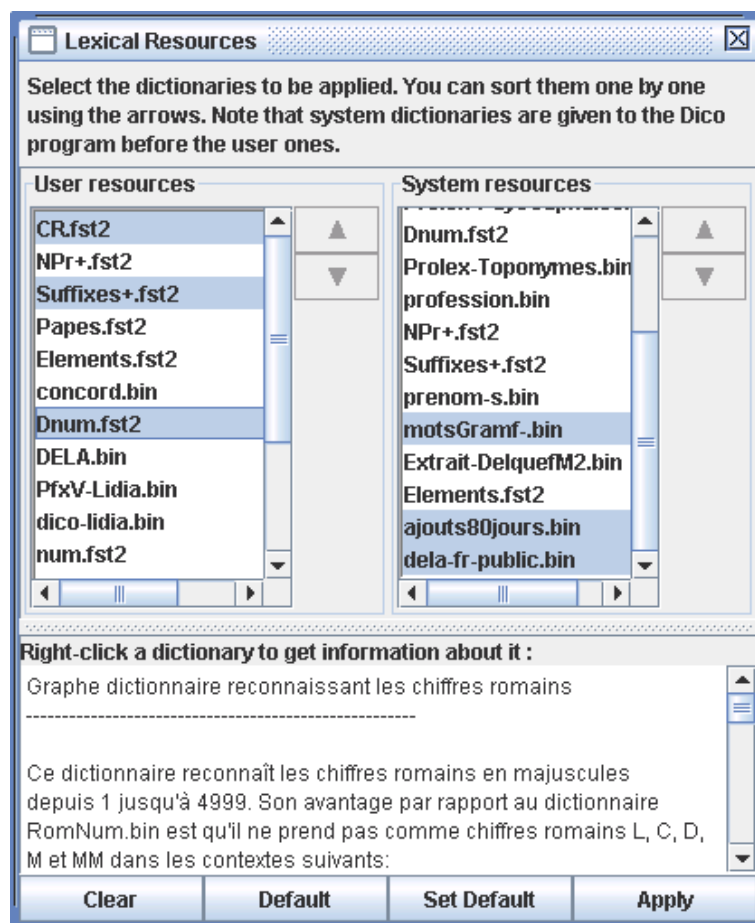 Lexical Resources
Select the dictionaries to be applied. You can sort them one by one
using the arrows. Note that system dictionaries are given to the Dico
program before the user ones.
User resources
CR.fst2
NPr+.fst2
Suffixes+.fst2
Papes.fst2
Elements.fst2
concord.bin
Dnum.fst2
DELA.bin
PfxV-Lidia.bin
dico-lidia.bin
num.fst2
System resources
Dnum.fst2
Prolex-Toponymes.bin
profession.bin
NPr+.fst2
Suffixes+.fst2
prenom-s.bin
motsGramf-.bin
Extrait-DelquefM2.bin
Elements.fst2
ajouts80jours.bin
dela-fr-public.bin
Right-click a dictionary to get information about it :
Graphe dictionnaire reconnaissant les chiffres romains
------------------------------------------------------
Ce dictionnaire reconnaît les chiffres romains en majuscules
depuis 1 jusqu'à 4999. Son avantage par rapport au dictionnaire
RomNum.bin est qu'il ne prend pas comme chiffres romains L, C, D,
M et MM dans les contextes suivants:
Clear
Default
Set Default
Apply